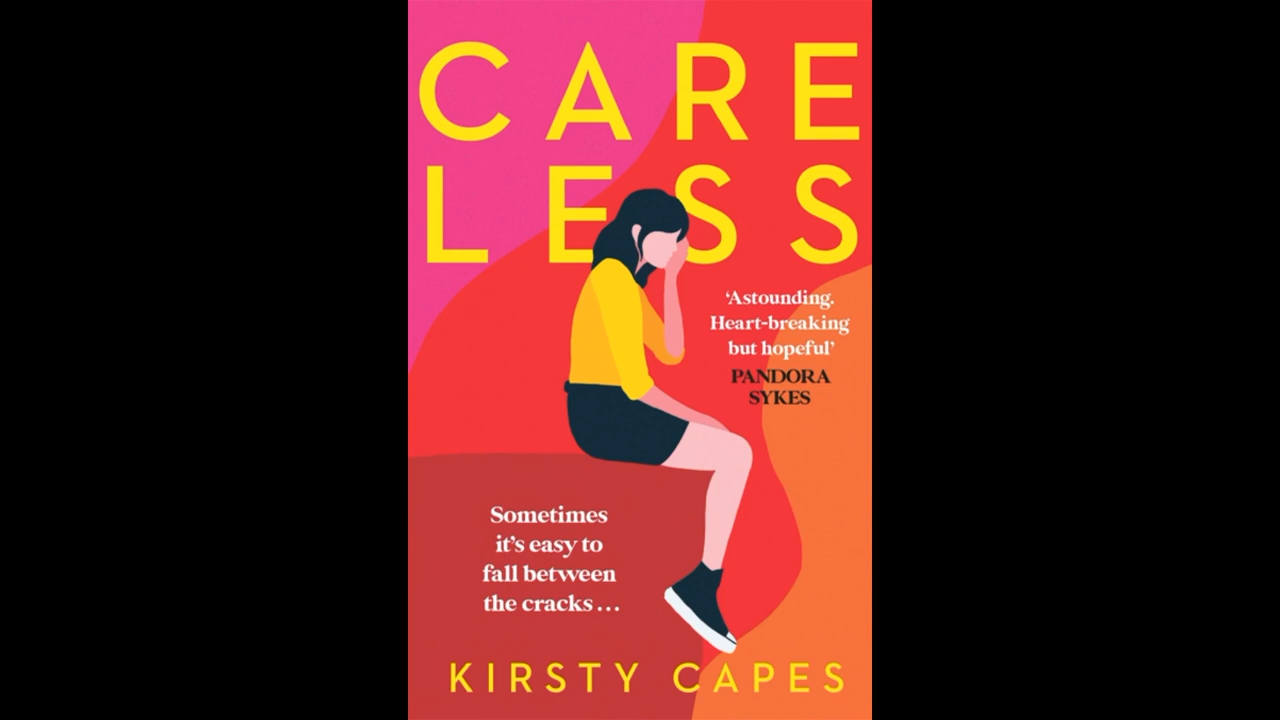 CARE
LESS
‘Astounding.
Heart-breaking
but hopeful’
PANDORA
SYKES
Sometimes
it’s easy to
fall between
the cracks…
KIRSTY CAPES